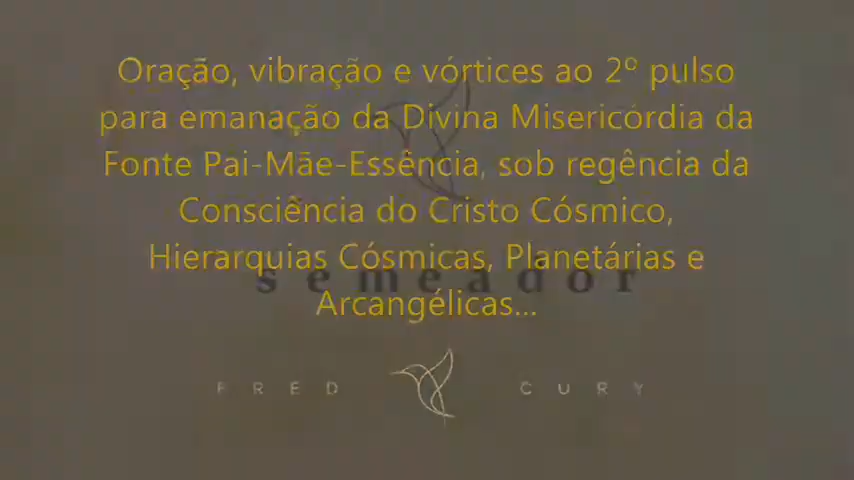 Oração, vibração e vórtices ao 2º pulso
para emanação da Divina Misericórdia da
Fonte Pai-Mãe-Essência, sob regência da
Consciência do Cristo Cósmico,
Hierarquias Cósmicas, Planetárias e
semeador
Arcangélicas...
FRED CURY